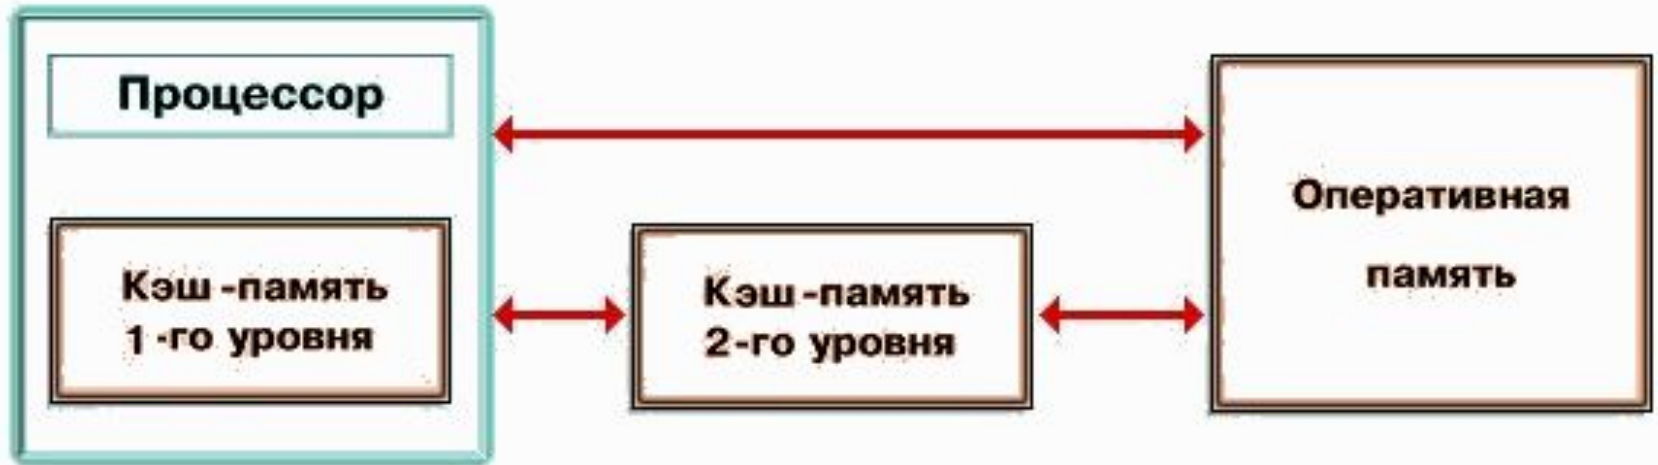 Процессор
Кэш-память
1-го уровня
Кэш-память
2-го уровня
Оперативная
память